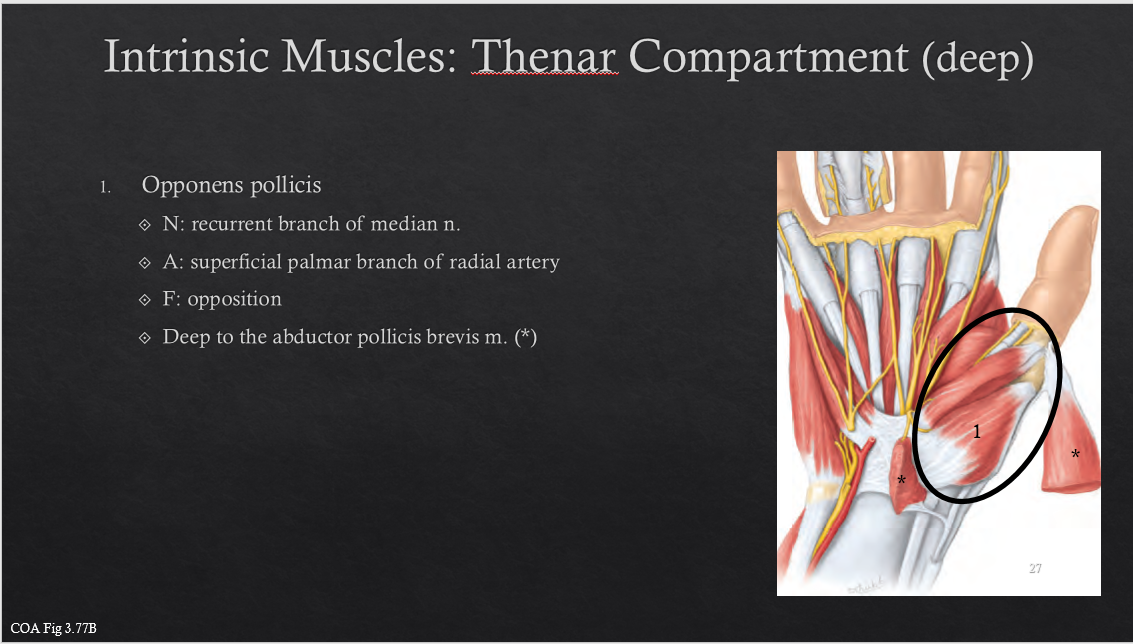 Intrinsic Muscles: Thenar Compartment (deep)
1. Opponens pollicis
N: recurrent branch of median n.
A: superficial palmar branch of radial artery
F: opposition
Deep to the abductor pollicis brevis m. (*)
1
*
*
27
COA Fig 3.77B